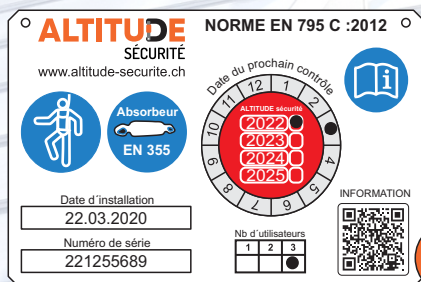 ALTITUDE
SÉCURITÉ
www.altitude-securite.ch
NORME EN 795 C :2012
Absorbeur
EN 355
Date du prochain contrôle
11 12 1 2
10 4
9 8 7 6 5
ALTITUDE sécurité
2022
2023
2024
2025
Date d´installation
22.03.2020
Numéro de série
221255689
Nb d´utilisateurs
1 2 3
INFORMATION
i